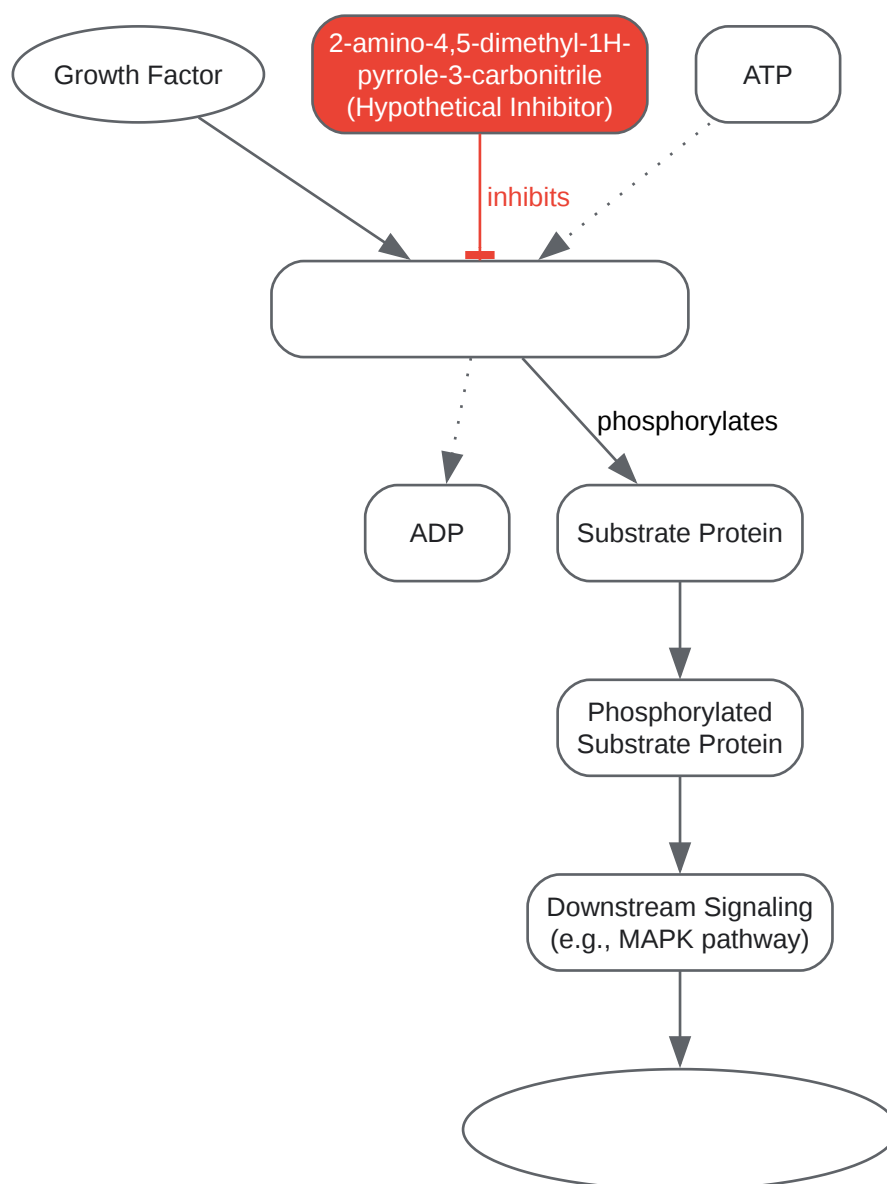 Growth Factor
2-amino-4,5-dimethyl-1H-
pyrrole-3-carbonitrile
(Hypothetical Inhibitor)
ATP
inhibits
phosphorylates
ADP
Substrate Protein
Phosphorylated
Substrate Protein
Downstream Signaling
(e.g., MAPK pathway)